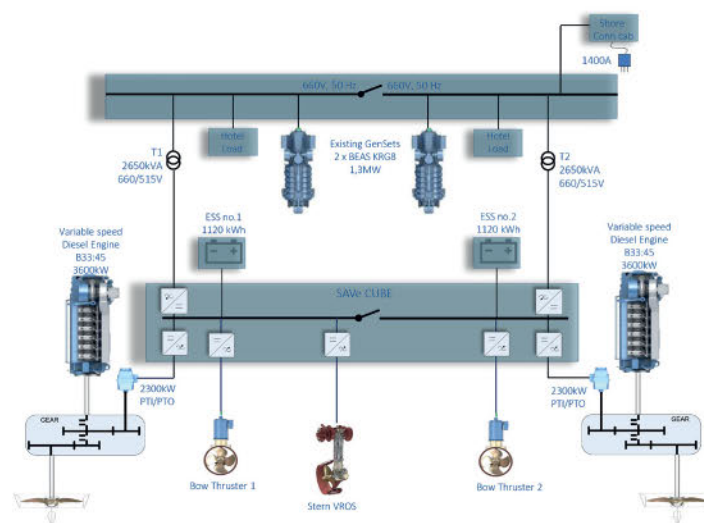 Shore
Conn.cab
1400A
660V, 50 Hz
660V, 50 Hz
T1
2650kVA
660/515V
Hotel
Load
Existing GenSets
2 x BEAS KRG8
1,3MW
Hotel
Load
T2
2650kVA
660/515V
Variable speed
Diesel Engine
B33:45
3600kW
ESS no.1
1120 kWh
ESS no.2
1120 kWh
Variable speed
Diesel Engine
B33:45
3600kW
SAVe CUBE
2300kW
PTI/PTO
2300kW
PTI/PTO
GEAR
GEAR
Bow Thruster 1
Stern VROS
Bow Thruster 2